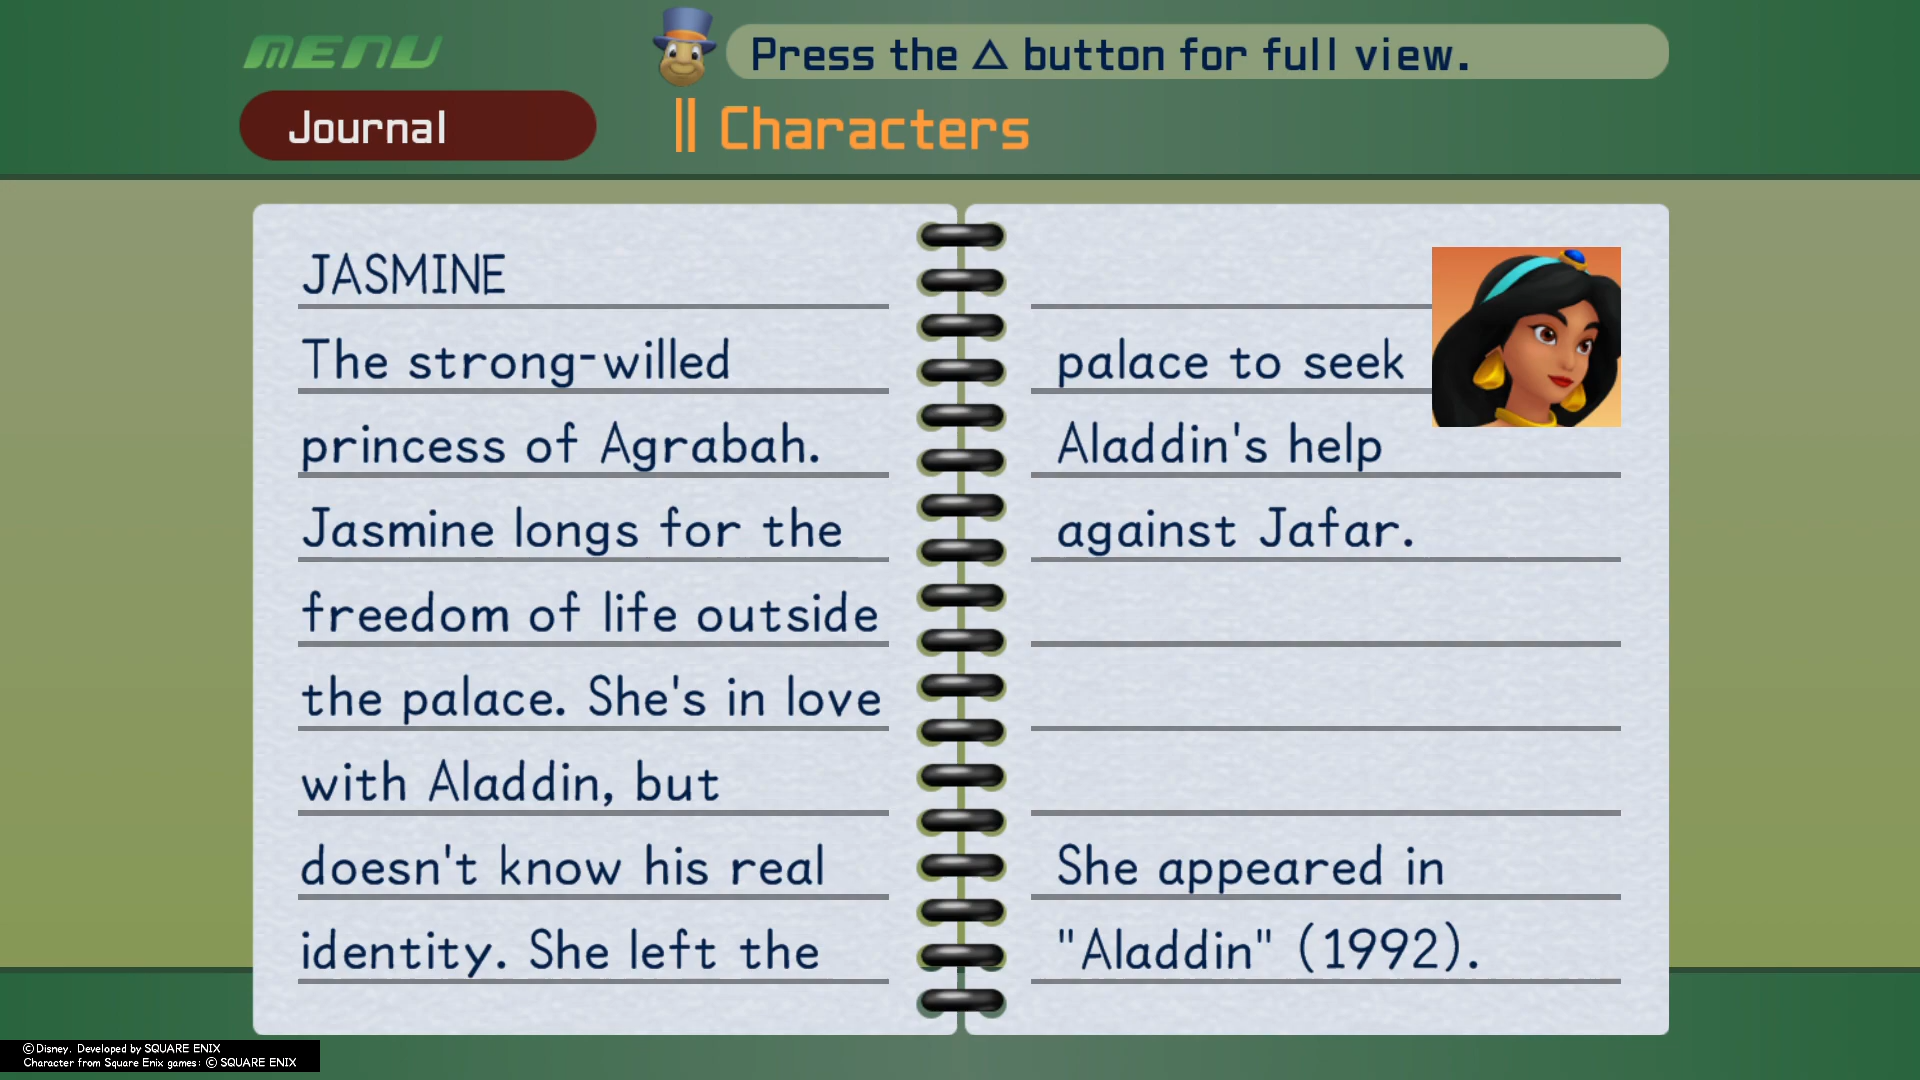 MENU
Press the △ button for full view.
Journal
Characters
JASMINE
The strong-willed
princess of Agrabah.
Jasmine longs for the
freedom of life outside
the palace. She's in love
with Aladdin, but
doesn't know his real
identity. She left the
palace to seek
Aladdin's help
against Jafar.
She appeared in
"Aladdin" (1992).
©Disney. Developed by SQUARE ENIX
Character from Square Enix games: © SQUARE ENIX